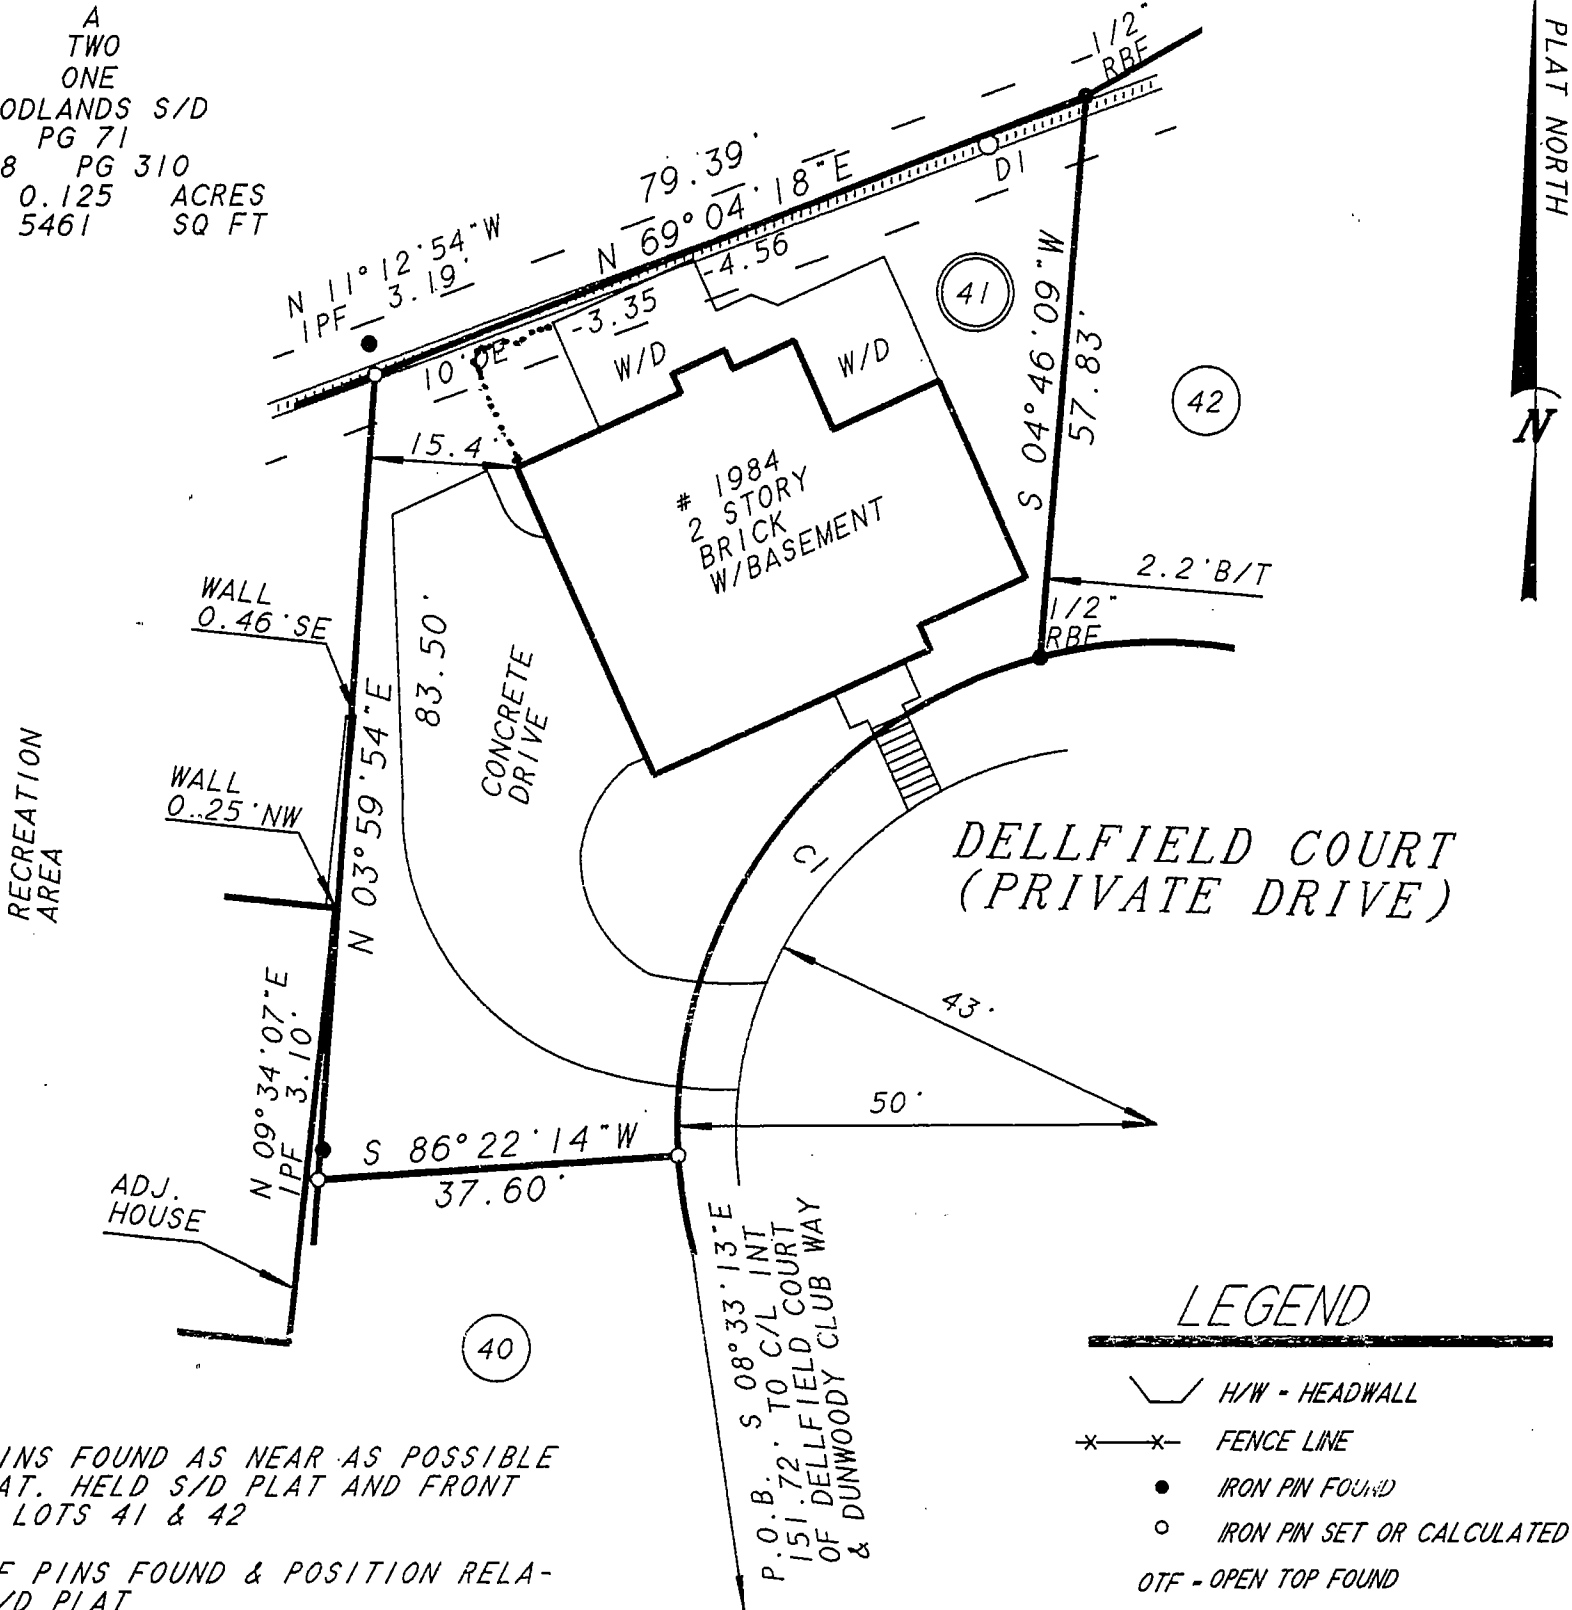 A
TWO
ONE
ODLANDS S/D
PG 71
8 PG 310
0.125 ACRES
5461 SQ FT
1/2"
RBF
PLAT NORTH
N
79.39'
N 69°04'18"E
D1
N 11°12'54"W
IPF 3.19'
-4.56
-3.35
10'DE
W/D
W/D
41
S 04°46'09"W
57.83'
42
15.4'
# 1984
2 STORY
BRICK
W/BASEMENT
2.2'B/T
1/2"
RBF
WALL
0.46'SE
83.50'
N 03°59'54"E
CONCRETE
DRIVE
RECREATION
AREA
WALL
0.25'NW
C1
DELLFIELD COURT
(PRIVATE DRIVE)
43'
50'
N 09°34'07"E
IPF 3.10'
S 86°22'14"W
37.60'
ADJ.
HOUSE
P.O.B. S 08°33'13"E
151.72' TO C/L INT
OF DELLFIELD COURT
& DUNWOODY CLUB WAY
40
LEGEND
H/W - HEADWALL
-X——X- FENCE LINE
IRON PIN FOUND
IRON PIN SET OR CALCULATED
OTF - OPEN TOP FOUND
INS FOUND AS NEAR AS POSSIBLE
AT. HELD S/D PLAT AND FRONT
LOTS 41 & 42
F PINS FOUND & POSITION RELA-
/D PLAT